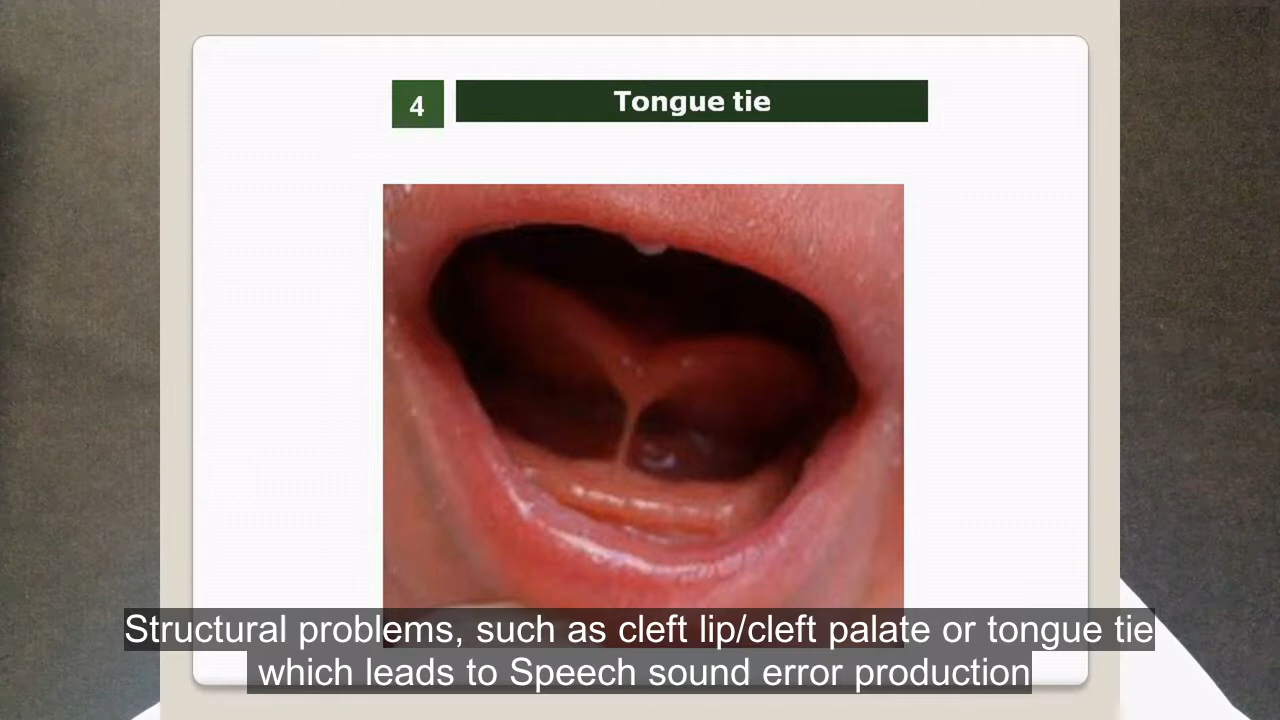 4
Tongue tie
Structural problems, such as cleft lip/cleft palate or tongue tie
which leads to Speech sound error production